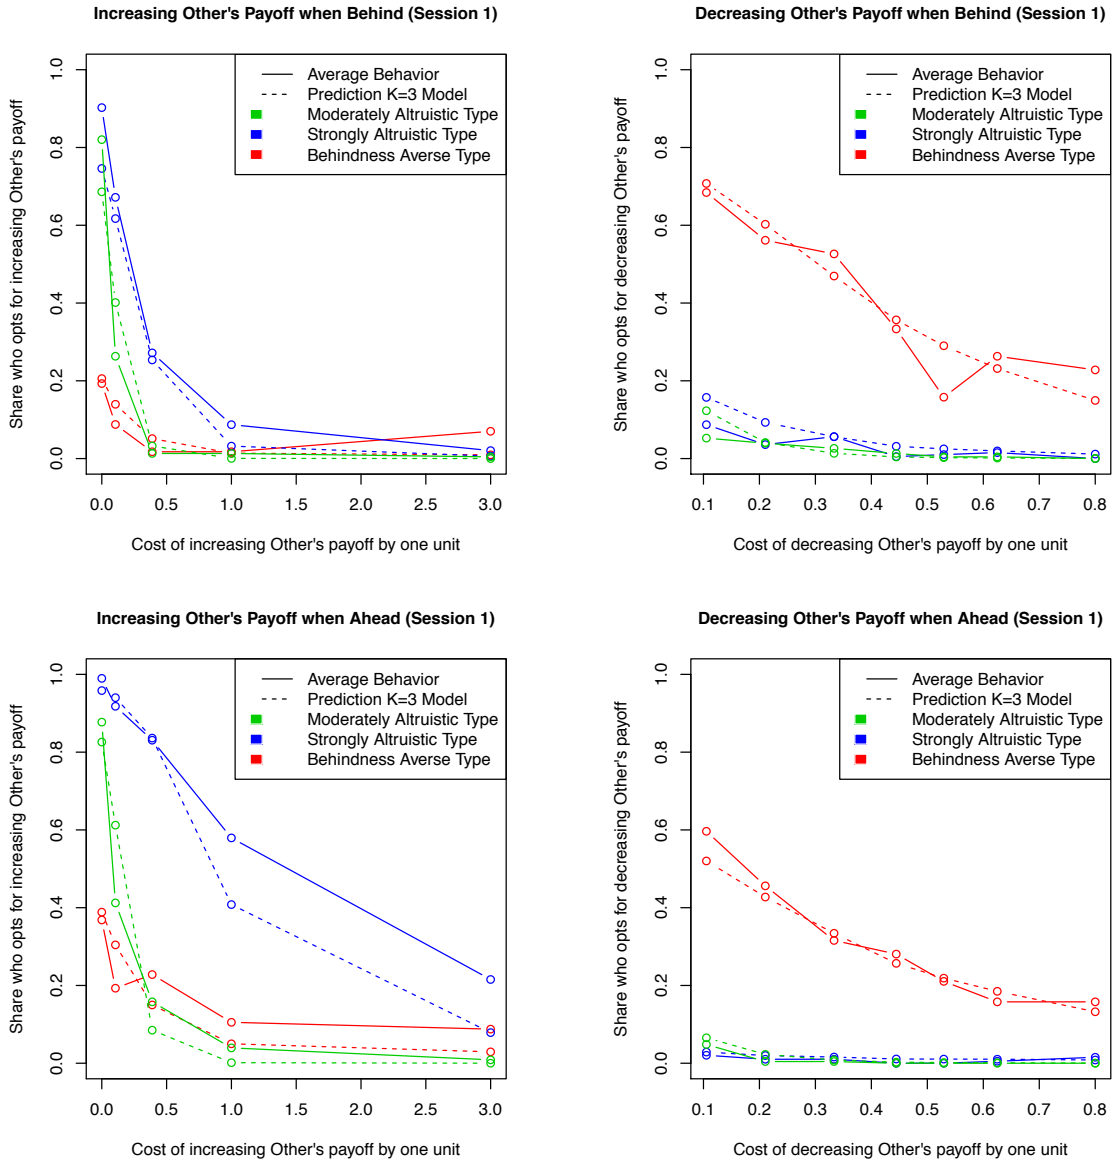 Increasing Other's Payoff when Behind (Session 1)
Share who opts for increasing Other's payoff
1.0
0.8
0.6
0.4
0.2
0.0
Average Behavior
Prediction K=3 Model
Moderately Altruistic Type
Strongly Altruistic Type
Behindness Averse Type
0.0 0.5 1.0 1.5 2.0 2.5 3.0
Cost of increasing Other's payoff by one unit
Decreasing Other's Payoff when Behind (Session 1)
Share who opts for decreasing Other's payoff
1.0
0.8
0.6
0.4
0.2
0.0
Average Behavior
Prediction K=3 Model
Moderately Altruistic Type
Strongly Altruistic Type
Behindness Averse Type
0.1 0.2 0.3 0.4 0.5 0.6 0.7 0.8
Cost of decreasing Other's payoff by one unit
Increasing Other's Payoff when Ahead (Session 1)
Share who opts for increasing Other's payoff
1.0
0.8
0.6
0.4
0.2
0.0
Average Behavior
Prediction K=3 Model
Moderately Altruistic Type
Strongly Altruistic Type
Behindness Averse Type
0.0 0.5 1.0 1.5 2.0 2.5 3.0
Cost of increasing Other's payoff by one unit
Decreasing Other's Payoff when Ahead (Session 1)
Share who opts for decreasing Other's payoff
1.0
0.8
0.6
0.4
0.2
0.0
Average Behavior
Prediction K=3 Model
Moderately Altruistic Type
Strongly Altruistic Type
Behindness Averse Type
0.1 0.2 0.3 0.4 0.5 0.6 0.7 0.8
Cost of decreasing Other's payoff by one unit